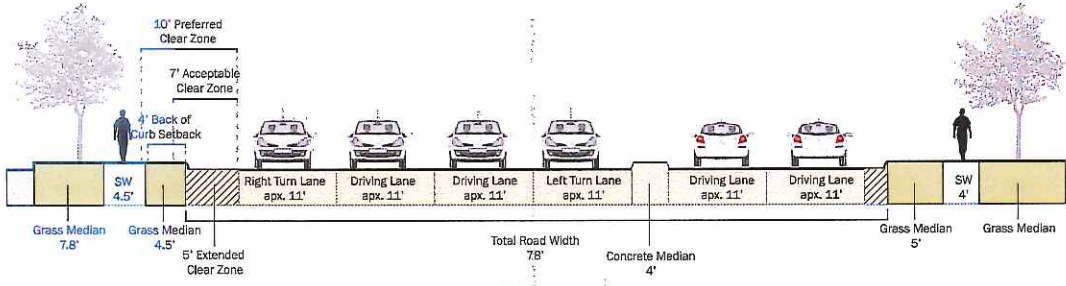 10' Preferred
Clear Zone
7' Acceptable
Clear Zone
4' Back of
Curb Setback
SW
4.5'
Right Turn Lane
apx. 11'
Driving Lane
apx. 11'
Driving Lane
apx. 11'
Left Turn Lane
apx. 11'
Driving Lane
apx. 11'
Driving Lane
apx. 11'
SW
4'
Grass Median
7.8'
Grass Median
4.5'
5' Extended
Clear Zone
Total Road Width
78'
Concrete Median
4'
Grass Median
5'
Grass Median